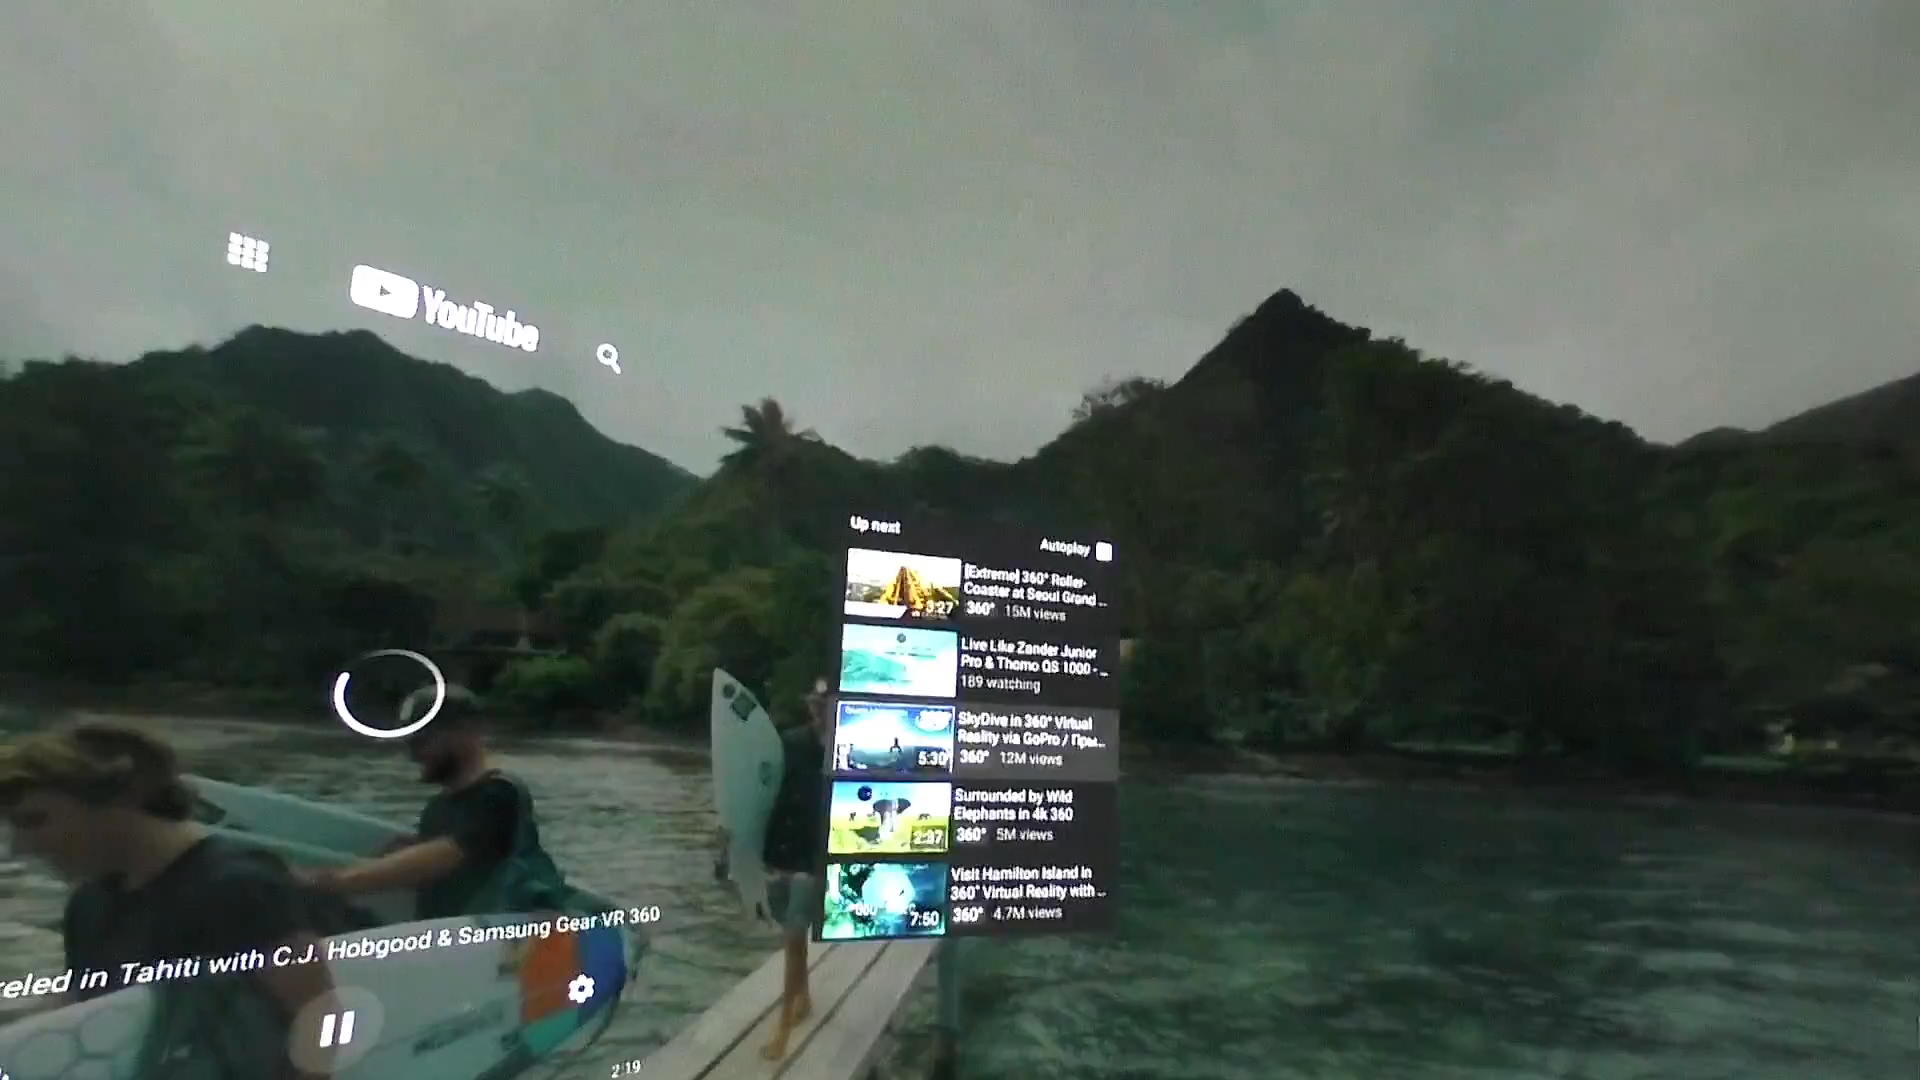 YouTube
Up next
Autoplay
[Extreme] 360° Roller-
Coaster at Seoul Grand ...
360° 15M views
3:27
Live Like Zander Junior
Pro & Thomo QS 1000 - ...
189 watching
SkyDive in 360° Virtual
Reality via GoPro / Пры...
360° 12M views
5:30
Surrounded by Wild
Elephants in 4k 360
360° 5M views
2:37
Visit Hamilton Island in
360° Virtual Reality with ...
360° 4.7M views
7:50
reled in Tahiti with C.J. Hobgood & Samsung Gear VR 360
2:19